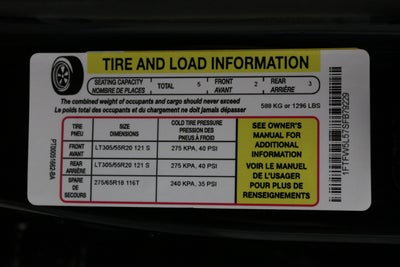 TIRE AND LOAD INFORMATION
SEATING CAPACITY
NOMBRE DE PLACES
TOTAL 5
FRONT
AVANT 2
REAR
ARRIÈRE 3
The combined weight of occupants and cargo should never exceed
Le poids total des occupants et du chargement ne doit jamais dépasser
588 KG or 1296 LBS
TIRE
PNEU
SIZE
DIMENSIONS
COLD TIRE PRESSURE
PRESSION DES
PNEUS À FROID
FRONT
AVANT
LT305/55R20 121 S
275 KPA, 40 PSI
REAR
ARRIÈRE
LT305/55R20 121 S
275 KPA, 40 PSI
SPARE
DE
SECOURS
275/65R18 116T
240 KPA, 35 PSI
SEE OWNER'S
MANUAL FOR
ADDITIONAL
INFORMATION
VOIR LE MANUEL
DE L'USAGER
POUR PLUS DE
RENSEIGNEMENTS
1FTFW5L57SFB79229